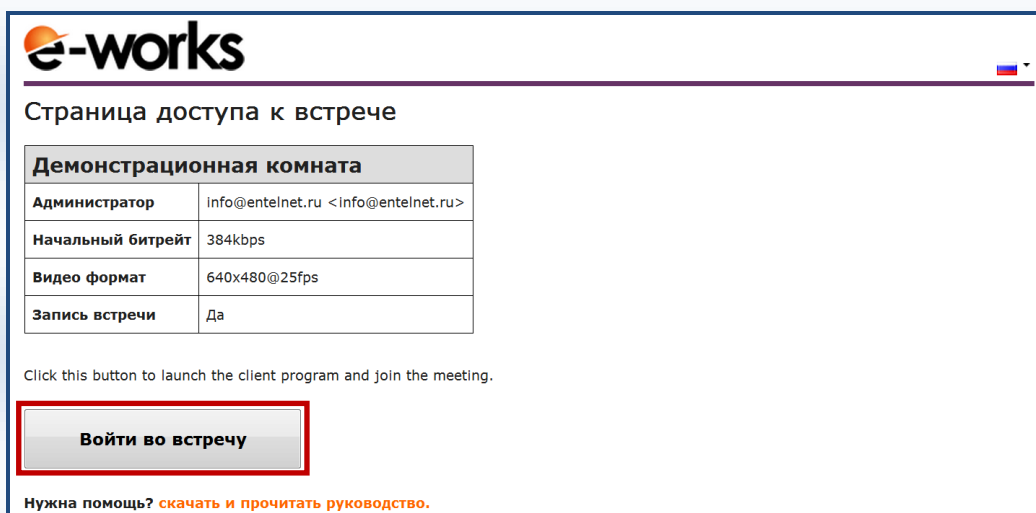 e-works
Страница доступа к встрече
Демонстрационная комната
Администратор info@entelnet.ru <info@entelnet.ru>
Начальный битрейт 384kbps
Видео формат 640x480@25fps
Запись встречи Да
Click this button to launch the client program and join the meeting.
Войти во встречу
Нужна помощь? скачать и прочитать руководство.